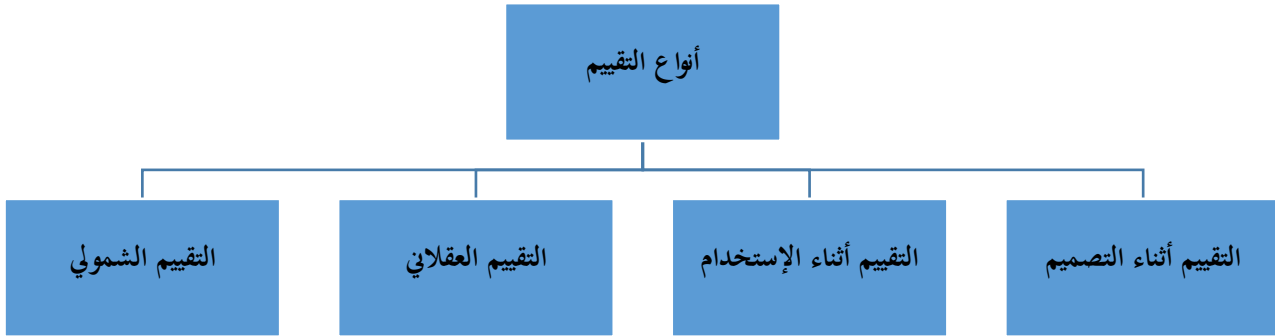 أنواع التقييم
التقييم أثناء التصميم
التقييم أثناء الإستخدام
التقييم العقلاني
التقييم الشمولي